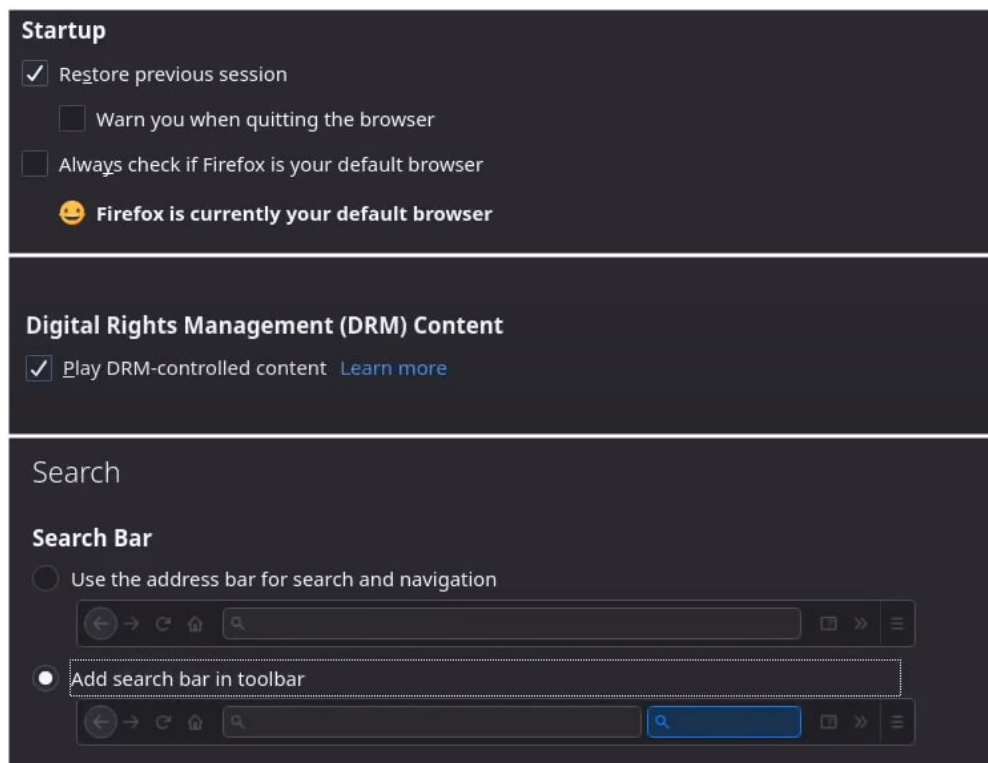 Startup
Restore previous session
Warn you when quitting the browser
Always check if Firefox is your default browser
Firefox is currently your default browser
Digital Rights Management (DRM) Content
Play DRM-controlled content Learn more
Search
Search Bar
Use the address bar for search and navigation
Add search bar in toolbar